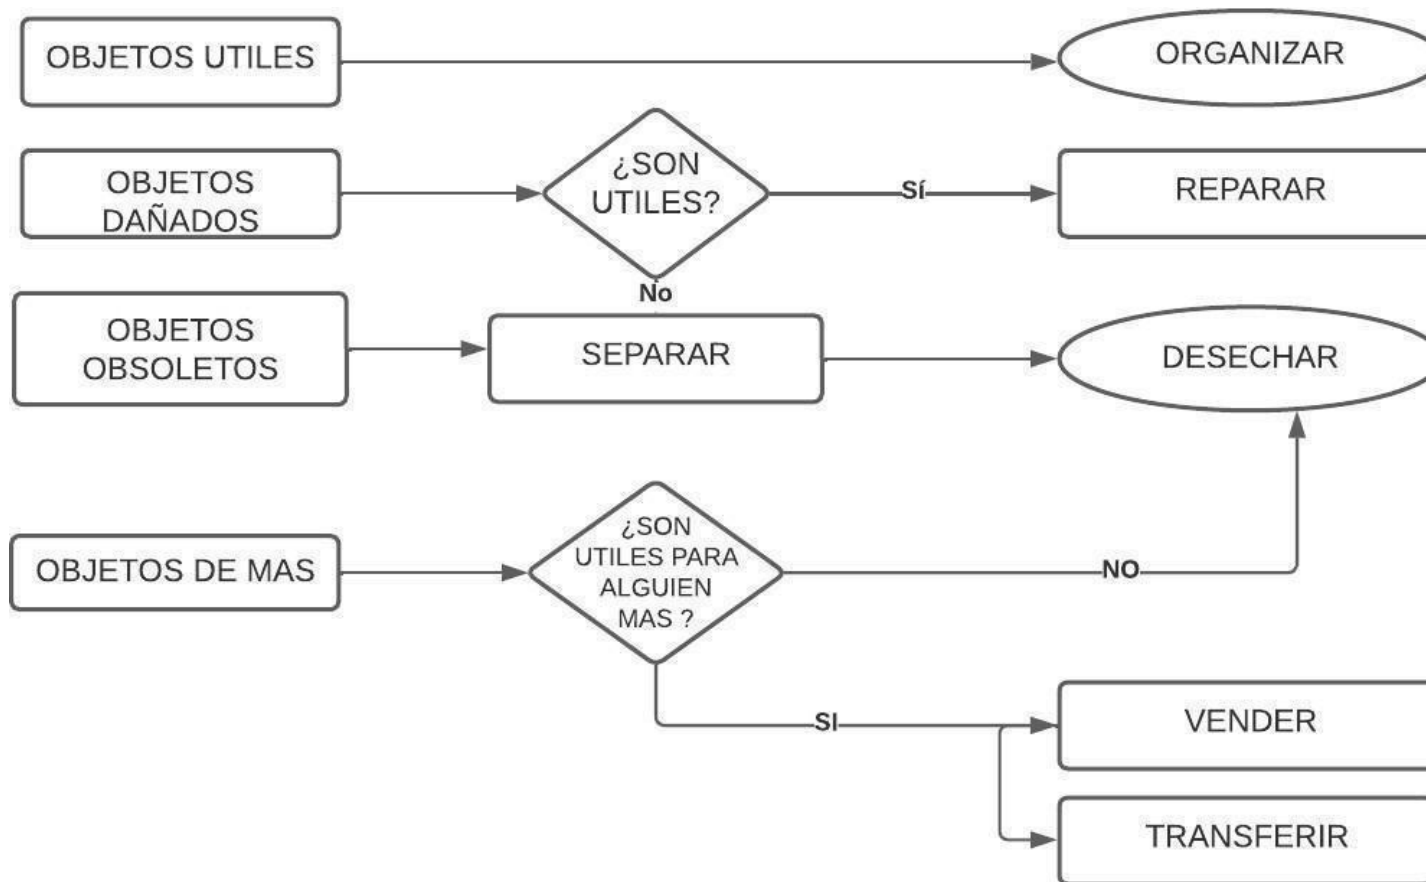 OBJETOS UTILES
ORGANIZAR
OBJETOS
DAÑADOS
¿SON
UTILES?
Sí
REPARAR
No
OBJETOS
OBSOLETOS
SEPARAR
DESECHAR
OBJETOS DE MAS
¿SON
UTILES PARA
ALGUIEN
MAS ?
NO
SI
VENDER
TRANSFERIR